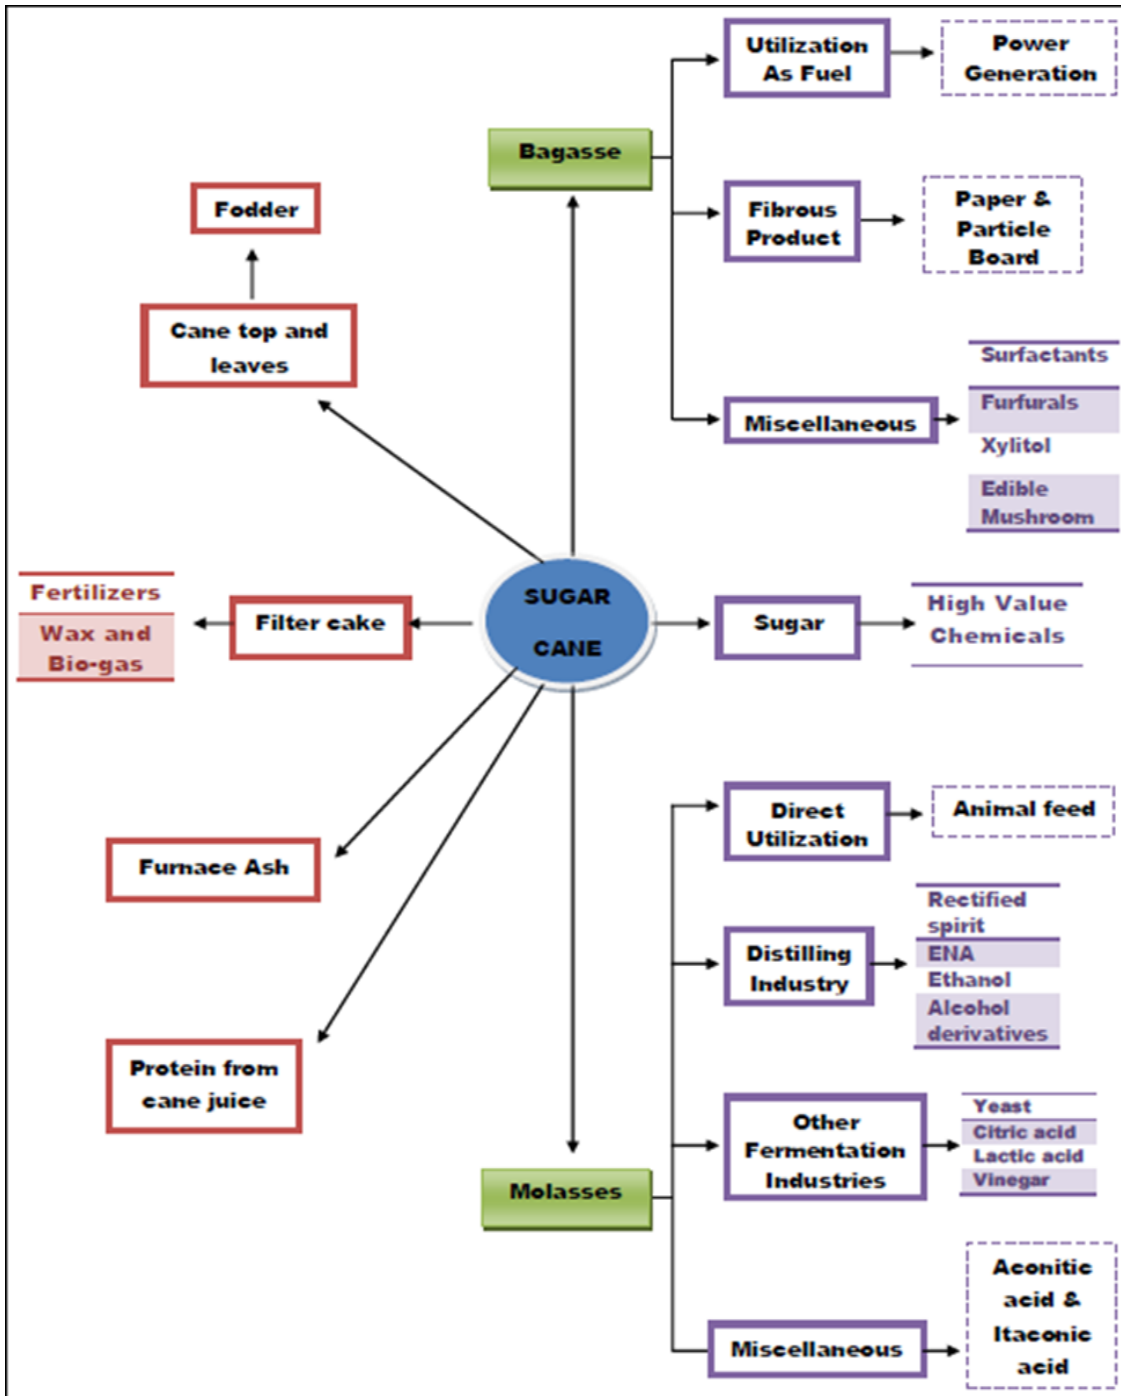 Utilization
As Fuel
Power
Generation
Bagasse
Fodder
Fibrous
Product
Paper &
Particle
Board
Cane top and
leaves
Surfactants
Miscellaneous
Furfurals
Xylitol
Edible
Mushroom
Fertilizers
Wax and
Bio-gas
Filter cake
SUGAR
CANE
Sugar
High Value
Chemicals
Direct
Utilization
Animal feed
Furnace Ash
Distilling
Industry
Rectified
spirit
ENA
Ethanol
Alcohol
derivatives
Protein from
cane juice
Other
Fermentation
Industries
Yeast
Citric acid
Lactic acid
Vinegar
Molasses
Miscellaneous
Aconitic
acid &
Itaconic
acid